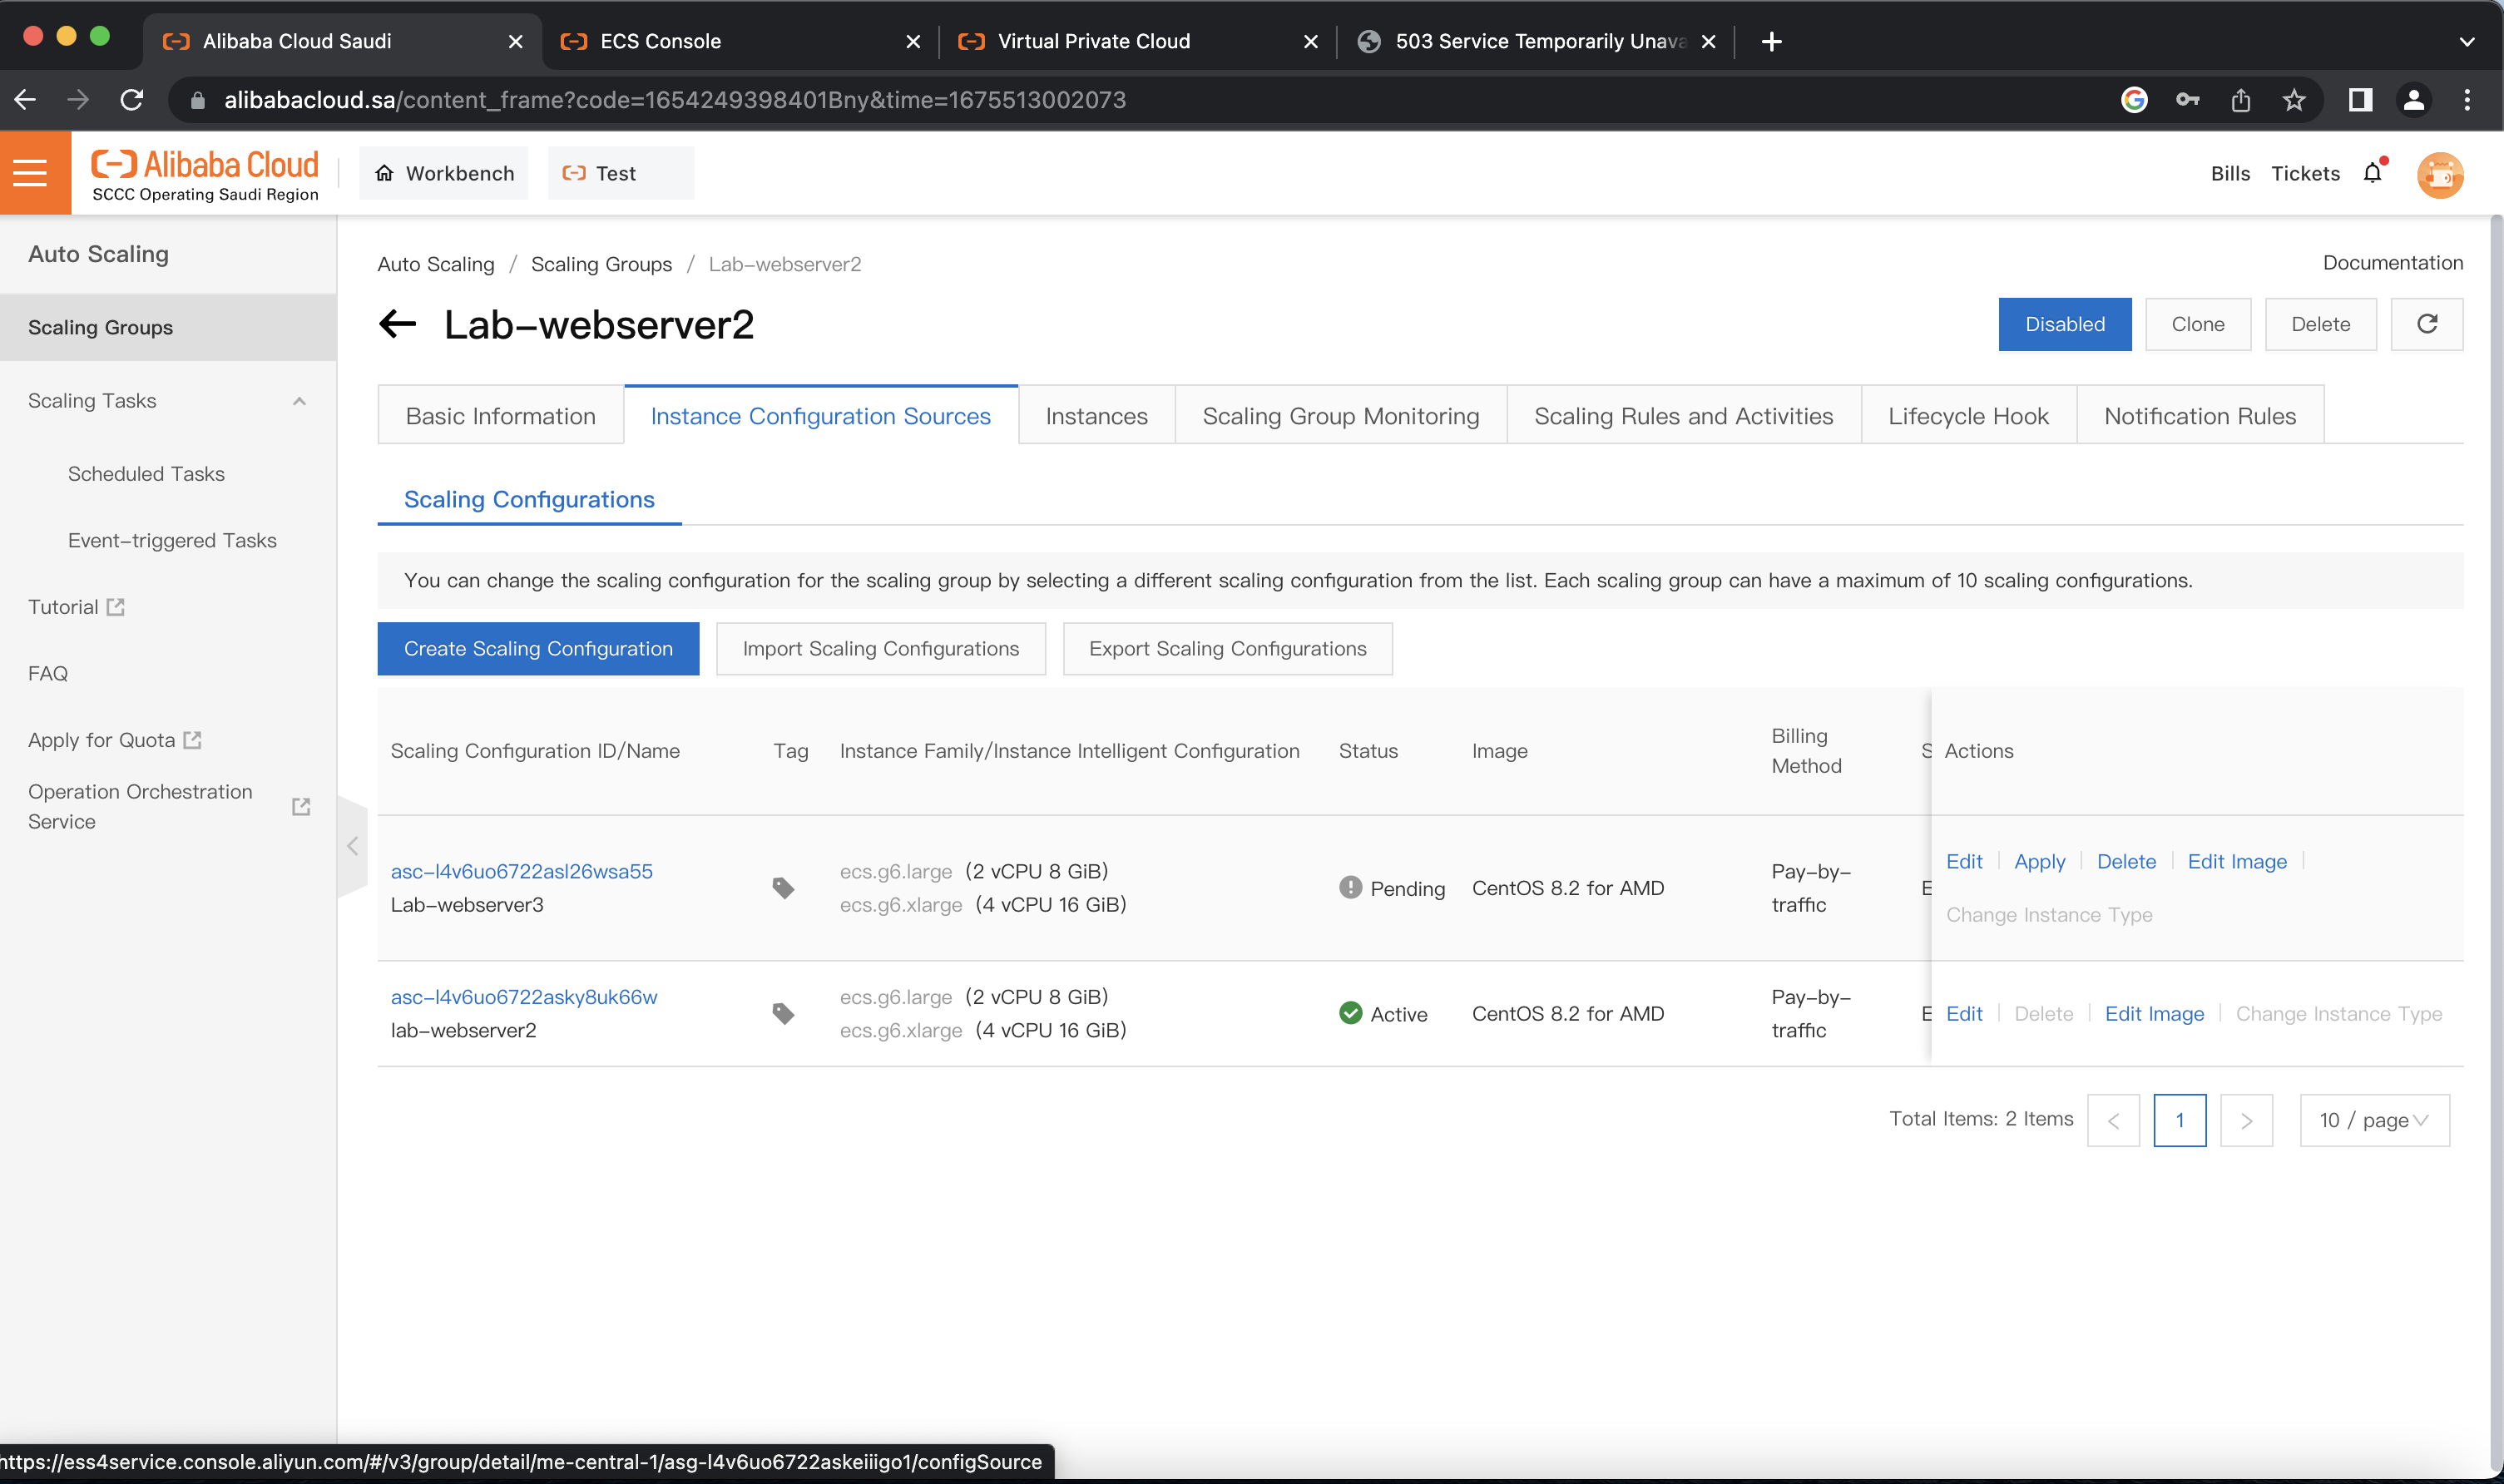 Alibaba Cloud Saudi
ECS Console
Virtual Private Cloud
503 Service Temporarily Unava
alibabacloud.sa/content_frame?code=1654249398401Bny&time=1675513002073
Alibaba Cloud
SCCC Operating Saudi Region
Workbench
Test
Bills
Tickets
Auto Scaling
Scaling Groups
Scaling Tasks
Scheduled Tasks
Event-triggered Tasks
Tutorial
FAQ
Apply for Quota
Operation Orchestration
Service
Auto Scaling / Scaling Groups / Lab-webserver2
Documentation
Lab-webserver2
Disabled
Clone
Delete
Basic Information
Instance Configuration Sources
Instances
Scaling Group Monitoring
Scaling Rules and Activities
Lifecycle Hook
Notification Rules
Scaling Configurations
You can change the scaling configuration for the scaling group by selecting a different scaling configuration from the list. Each scaling group can have a maximum of 10 scaling configurations.
Create Scaling Configuration
Import Scaling Configurations
Export Scaling Configurations
Scaling Configuration ID/Name
Tag
Instance Family/Instance Intelligent Configuration
Status
Image
Billing
Method
S
Actions
asc-l4v6uo6722asl26wsa55
Lab-webserver3
ecs.g6.large (2 vCPU 8 GiB)
ecs.g6.xlarge (4 vCPU 16 GiB)
Pending
CentOS 8.2 for AMD
Pay-by-
traffic
E
Edit
Apply
Delete
Edit Image
Change Instance Type
asc-l4v6uo6722asky8uk66w
lab-webserver2
ecs.g6.large (2 vCPU 8 GiB)
ecs.g6.xlarge (4 vCPU 16 GiB)
Active
CentOS 8.2 for AMD
Pay-by-
traffic
E
Edit
Delete
Edit Image
Change Instance Type
Total Items: 2 Items
1
10 / page
https://ess4service.console.aliyun.com/#/v3/group/detail/me-central-1/asg-l4v6uo6722askeiiigo1/configSource